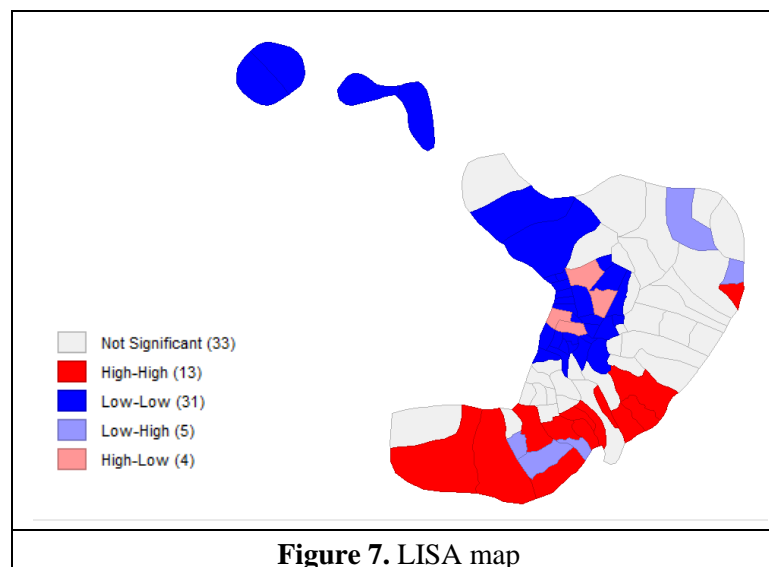 Not Significant (33)
High-High (13)
Low-Low (31)
Low-High (5)
High-Low (4)
Figure 7. LISA map